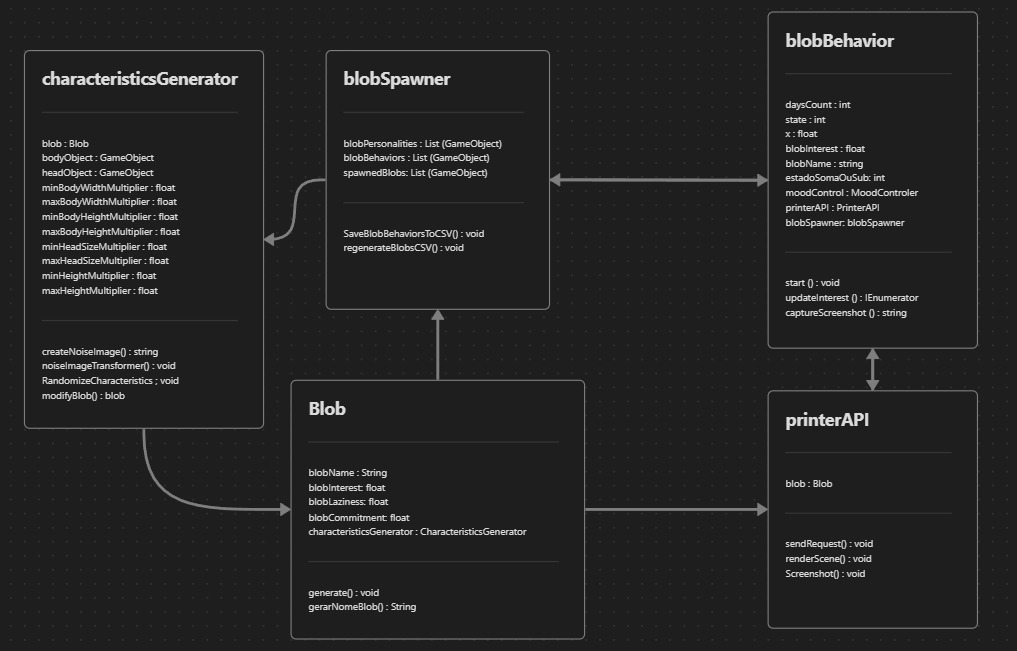 characteristicsGenerator
blob : Blob
bodyObject : GameObject
headObject : GameObject
minBodyWidthMultiplier : float
maxBodyWidthMultiplier : float
minBodyHeightMultiplier : float
maxBodyHeightMultiplier : float
minHeadSizeMultiplier : float
maxHeadSizeMultiplier : float
minHeightMultiplier : float
maxHeightMultiplier : float
createNoiseImage() : string
noiseImageTransformer() : void
RandomizeCharacteristics ; void
modifyBlob() : blob
blobSpawner
blobPersonalities : List (GameObject)
blobBehaviors : List (GameObject)
spawnedBlobs: List (GameObject)
SaveBlobBehaviorsToCSV() : void
regenerateBlobsCSV() : void
blobBehavior
daysCount : int
state : int
x : float
blobInterest : float
blobName : string
estadoSomaOuSub: int
moodControl : MoodControler
printerAPI : PrinterAPI
blobSpawner: blobSpawner
start () : void
updateInterest () : IEnumerator
captureScreenshot () : string
Blob
blobName : String
blobInterest: float
blobLaziness: float
blobCommitment: float
characteristicsGenerator : CharacteristicsGenerator
generate() : void
gerarNomeBlob() : String
printerAPI
blob : Blob
sendRequest() : void
renderScene() : void
Screenshot() : void